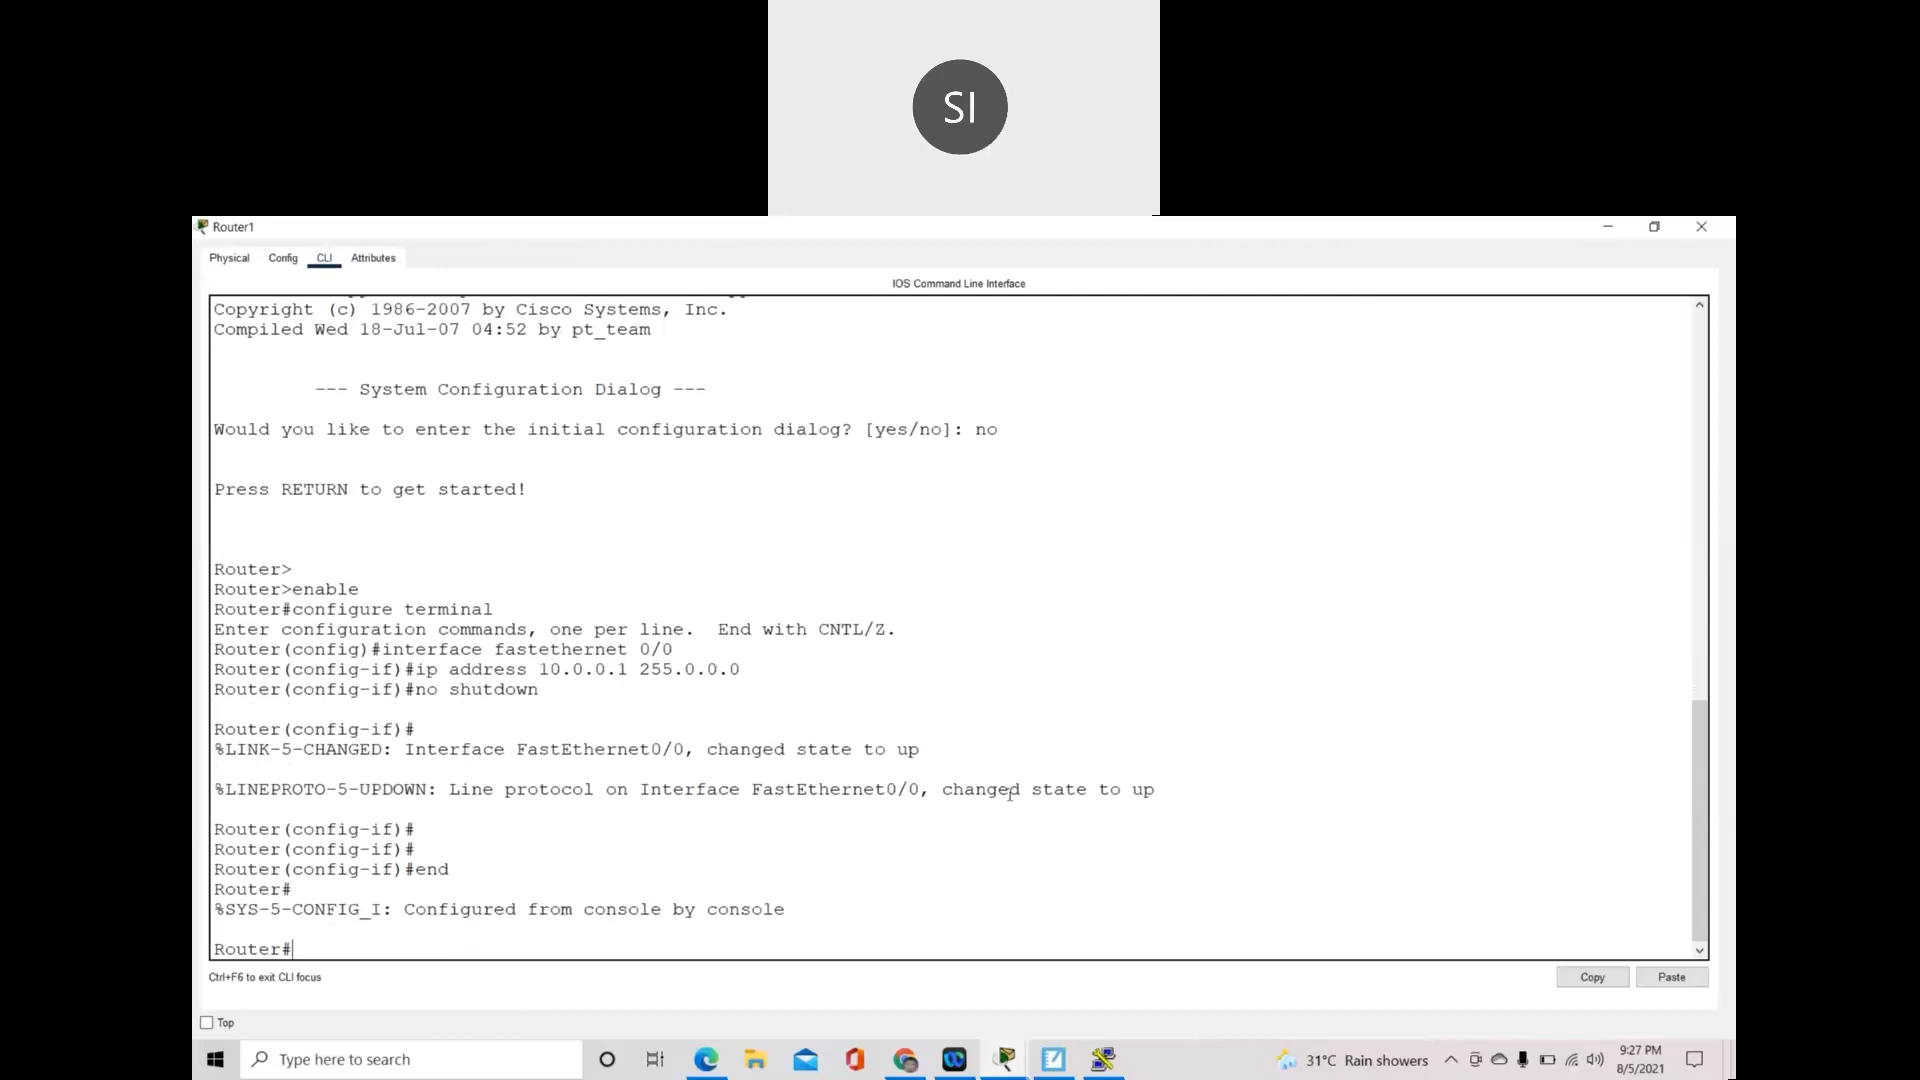 SI
Router1
Physical Config CLI Attributes
IOS Command Line Interface
Copyright (c) 1986-2007 by Cisco Systems, Inc.
Compiled Wed 18-Jul-07 04:52 by pt_team
--- System Configuration Dialog ---
Would you like to enter the initial configuration dialog? [yes/no]: no
Press RETURN to get started!
Router>
Router>enable
Router#configure terminal
Enter configuration commands, one per line.  End with CNTL/Z.
Router(config)#interface fastethernet 0/0
Router(config-if)#ip address 10.0.0.1 255.0.0.0
Router(config-if)#no shutdown
Router(config-if)#
%LINK-5-CHANGED: Interface FastEthernet0/0, changed state to up
%LINEPROTO-5-UPDOWN: Line protocol on Interface FastEthernet0/0, changed state to up
Router(config-if)#
Router(config-if)#
Router(config-if)#end
Router#
%SYS-5-CONFIG_I: Configured from console by console
Router#
Ctrl+F6 to exit CLI focus
Copy Paste
Top
Type here to search
31°C Rain showers
9:27 PM
8/5/2021